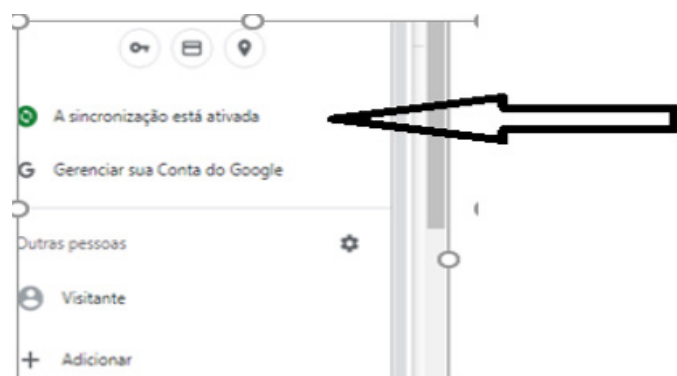 A sincronização está ativada
G Gerenciar sua Conta do Google
Outras pessoas
Visitante
+ Adicionar